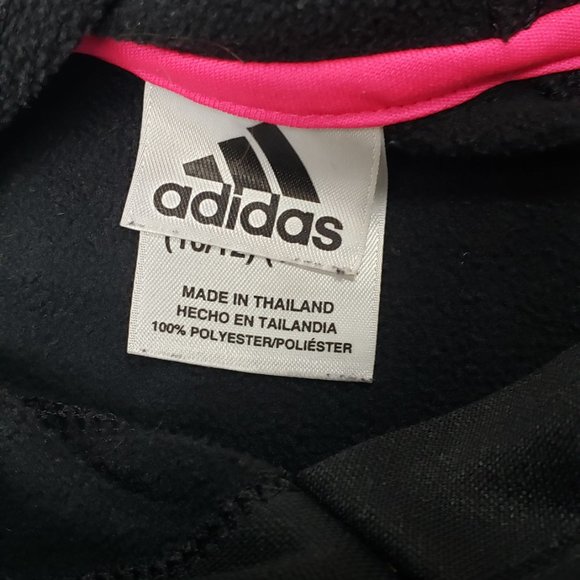 adidas
MADE IN THAILAND
HECHO EN TAILANDIA
100% POLYESTER/POLIÉSTER